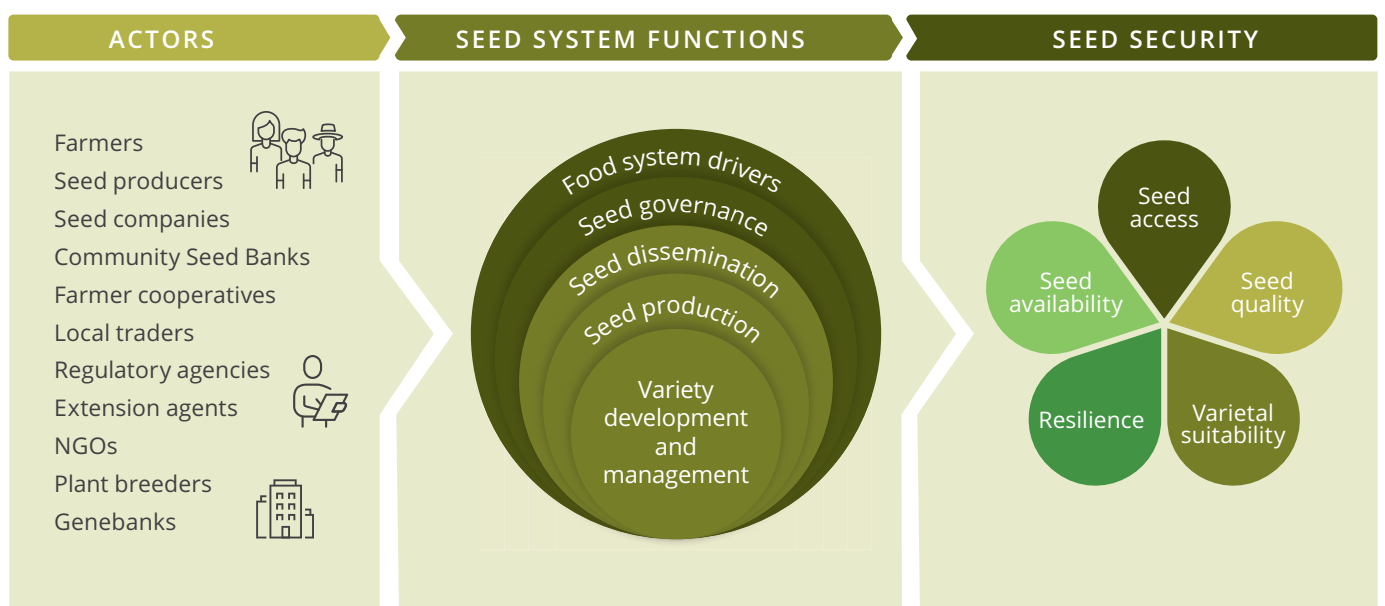 ACTORS
SEED SYSTEM FUNCTIONS
SEED SECURITY
Farmers
Seed producers
Seed companies
Community Seed Banks
Farmer cooperatives
Local traders
Regulatory agencies
Extension agents
NGOs
Plant breeders
Genebanks
Food system drivers
Seed governance
Seed dissemination
Seed production
Variety
development
and
management
Seed
access
Seed
availability
Seed
quality
Resilience
Varietal
suitability